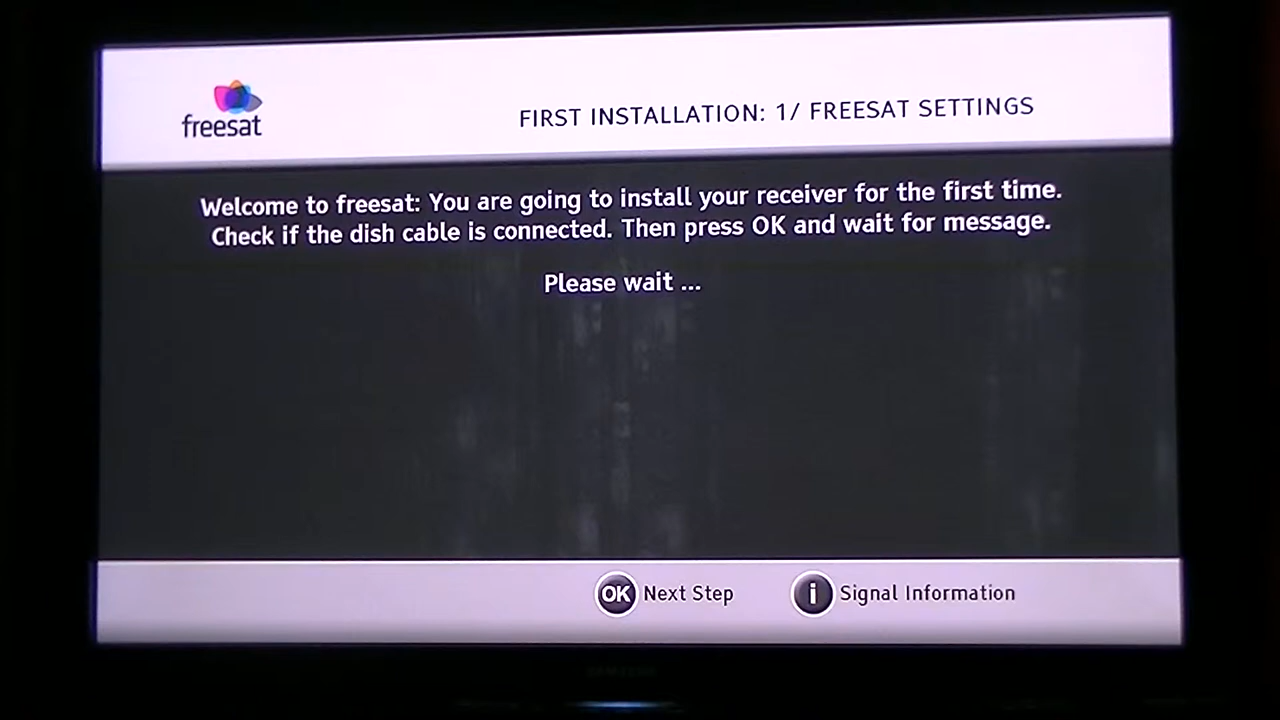 freesat
FIRST INSTALLATION: 1/ FREESAT SETTINGS
Welcome to freesat: You are going to install your receiver for the first time.
Check if the dish cable is connected. Then press OK and wait for message.
Please wait ...
OK Next Step
i Signal Information
SAMSUNG